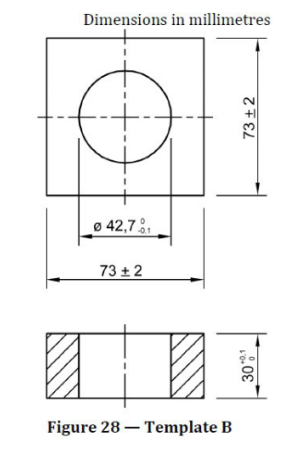 Dimensions in millimetres
73 ± 2
ø 42,7 0 -0,1
73 ± 2
30 +0,1 0
Figure 28 — Template B